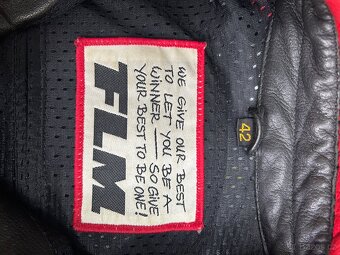 WE GIVE OUR BEST
TO LET YOU BE A
WINNER — SO GIVE
YOUR BEST TO BE ONE!
FLM
42